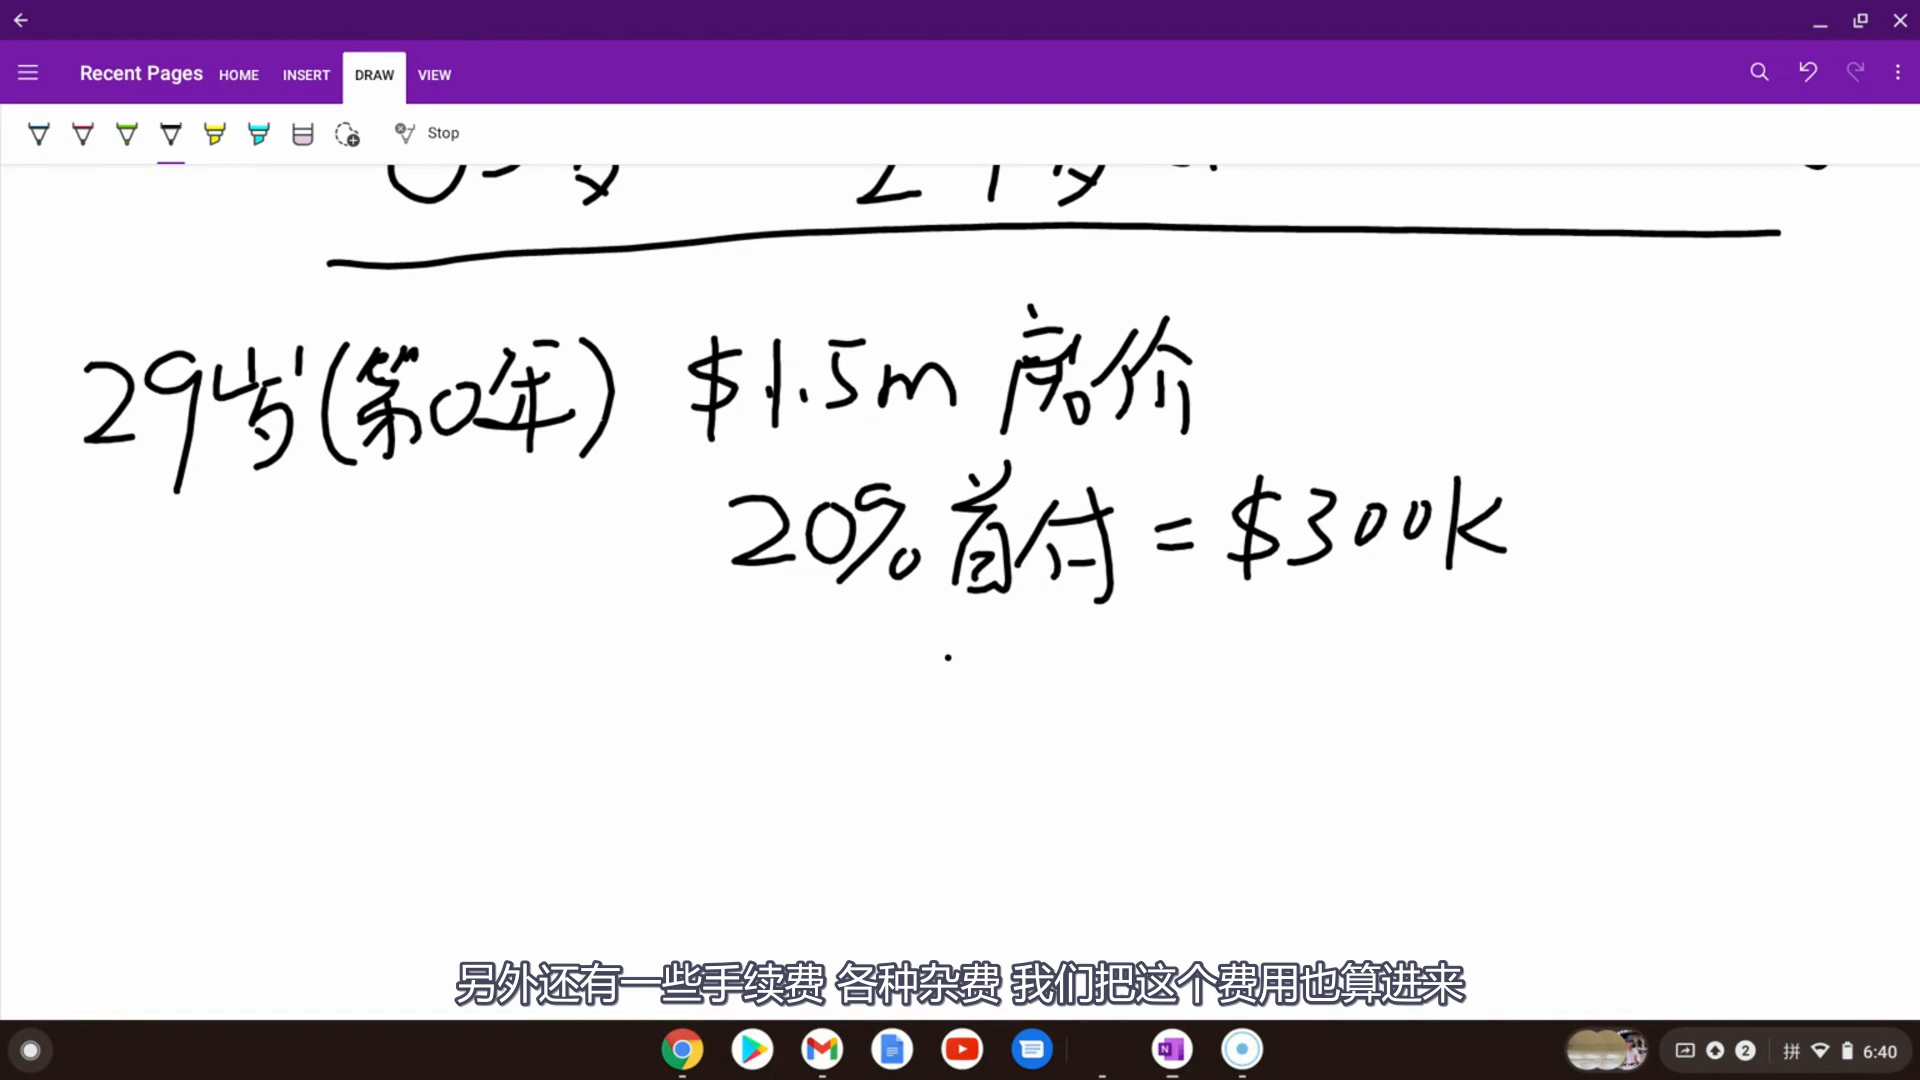 Recent Pages HOME INSERT DRAW VIEW
Stop
29岁(第0年) $1.5m 房价
20%首付=$300K
另外还有一些手续费 各种杂费 我们把这个费用也算进来
2 拼 6:40